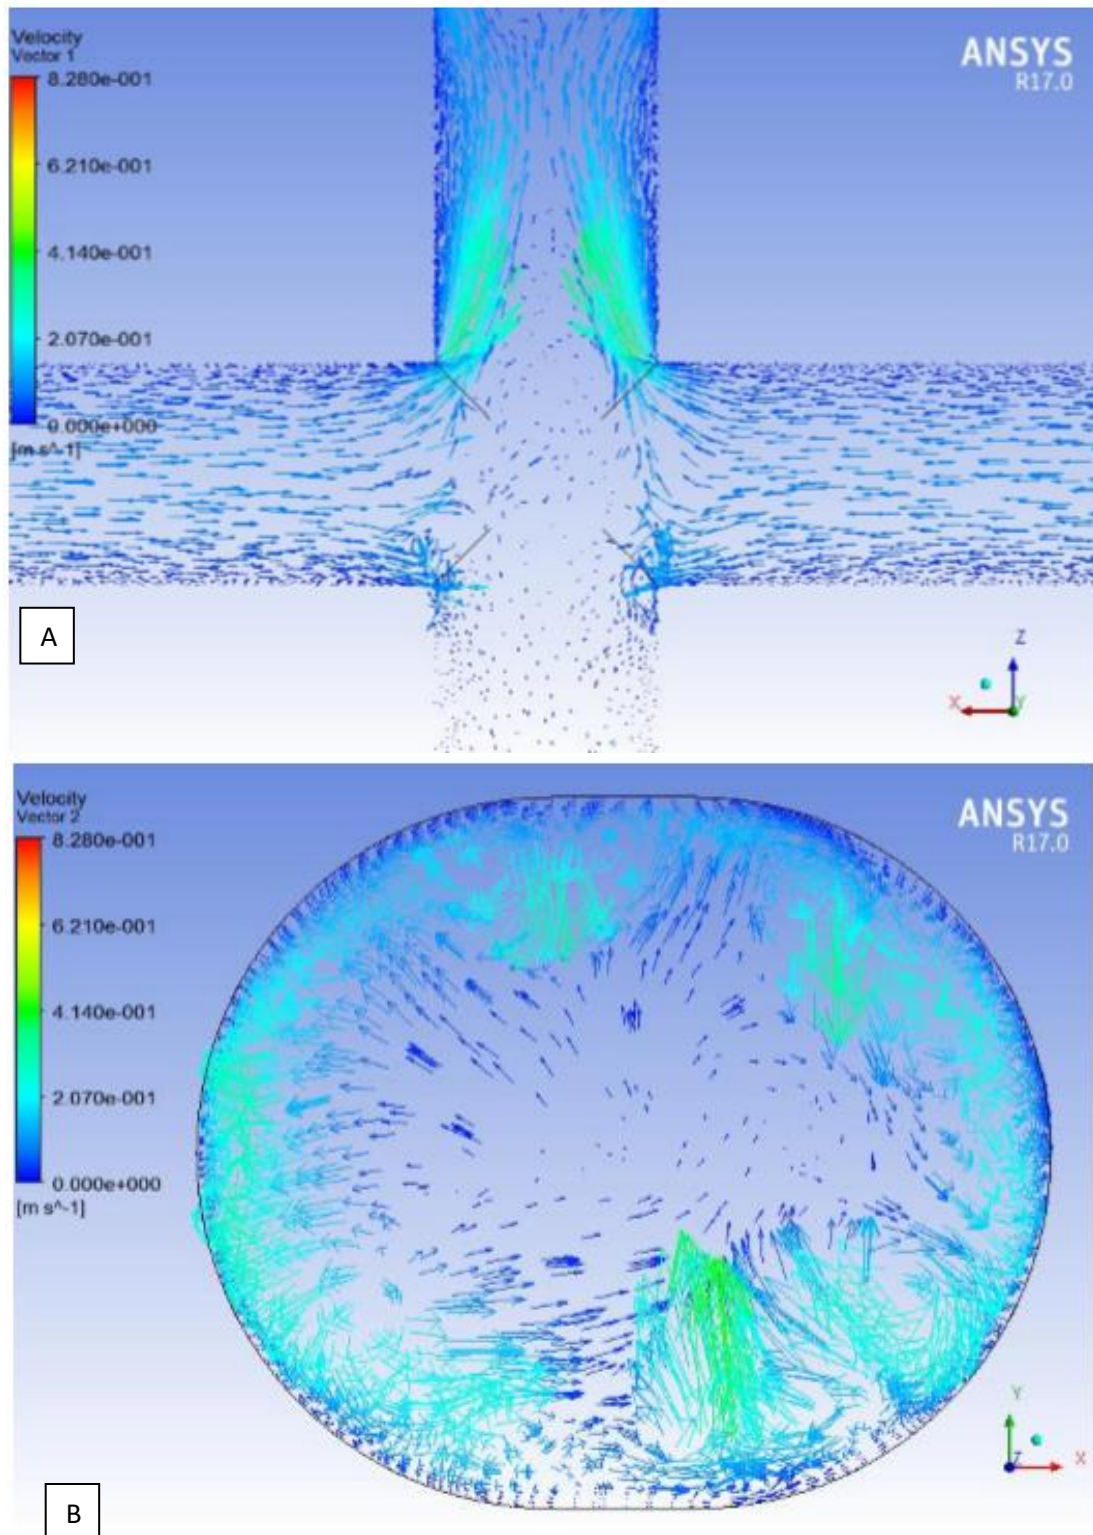 Velocity
Vector 1
8.280e-001
6.210e-001
4.140e-001
2.070e-001
0.000e+000
[m s^-1]
ANSYS
R17.0
A
Z
X
Y
Velocity
Vector 2
8.280e-001
6.210e-001
4.140e-001
2.070e-001
0.000e+000
[m s^-1]
ANSYS
R17.0
Y
Z
X
B